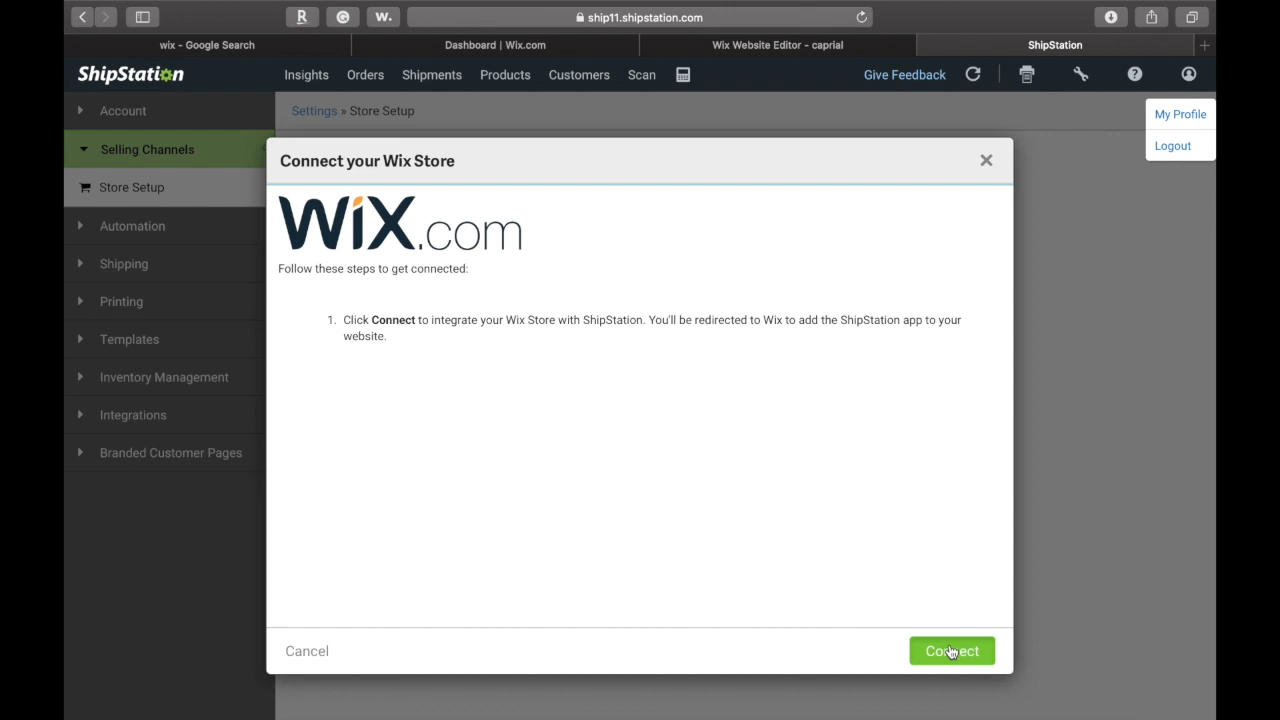 W.
ship11.shipstation.com
wix - Google Search
Dashboard | Wix.com
Wix Website Editor - caprial
ShipStation
ShipStation
Insights
Orders
Shipments
Products
Customers
Scan
Give Feedback
Account
Settings » Store Setup
My Profile
Logout
Selling Channels
Store Setup
Automation
Shipping
Printing
Templates
Inventory Management
Integrations
Branded Customer Pages
Connect your Wix Store
WiX.com
Follow these steps to get connected:
1. Click Connect to integrate your Wix Store with ShipStation. You'll be redirected to Wix to add the ShipStation app to your
website.
Cancel
Connect